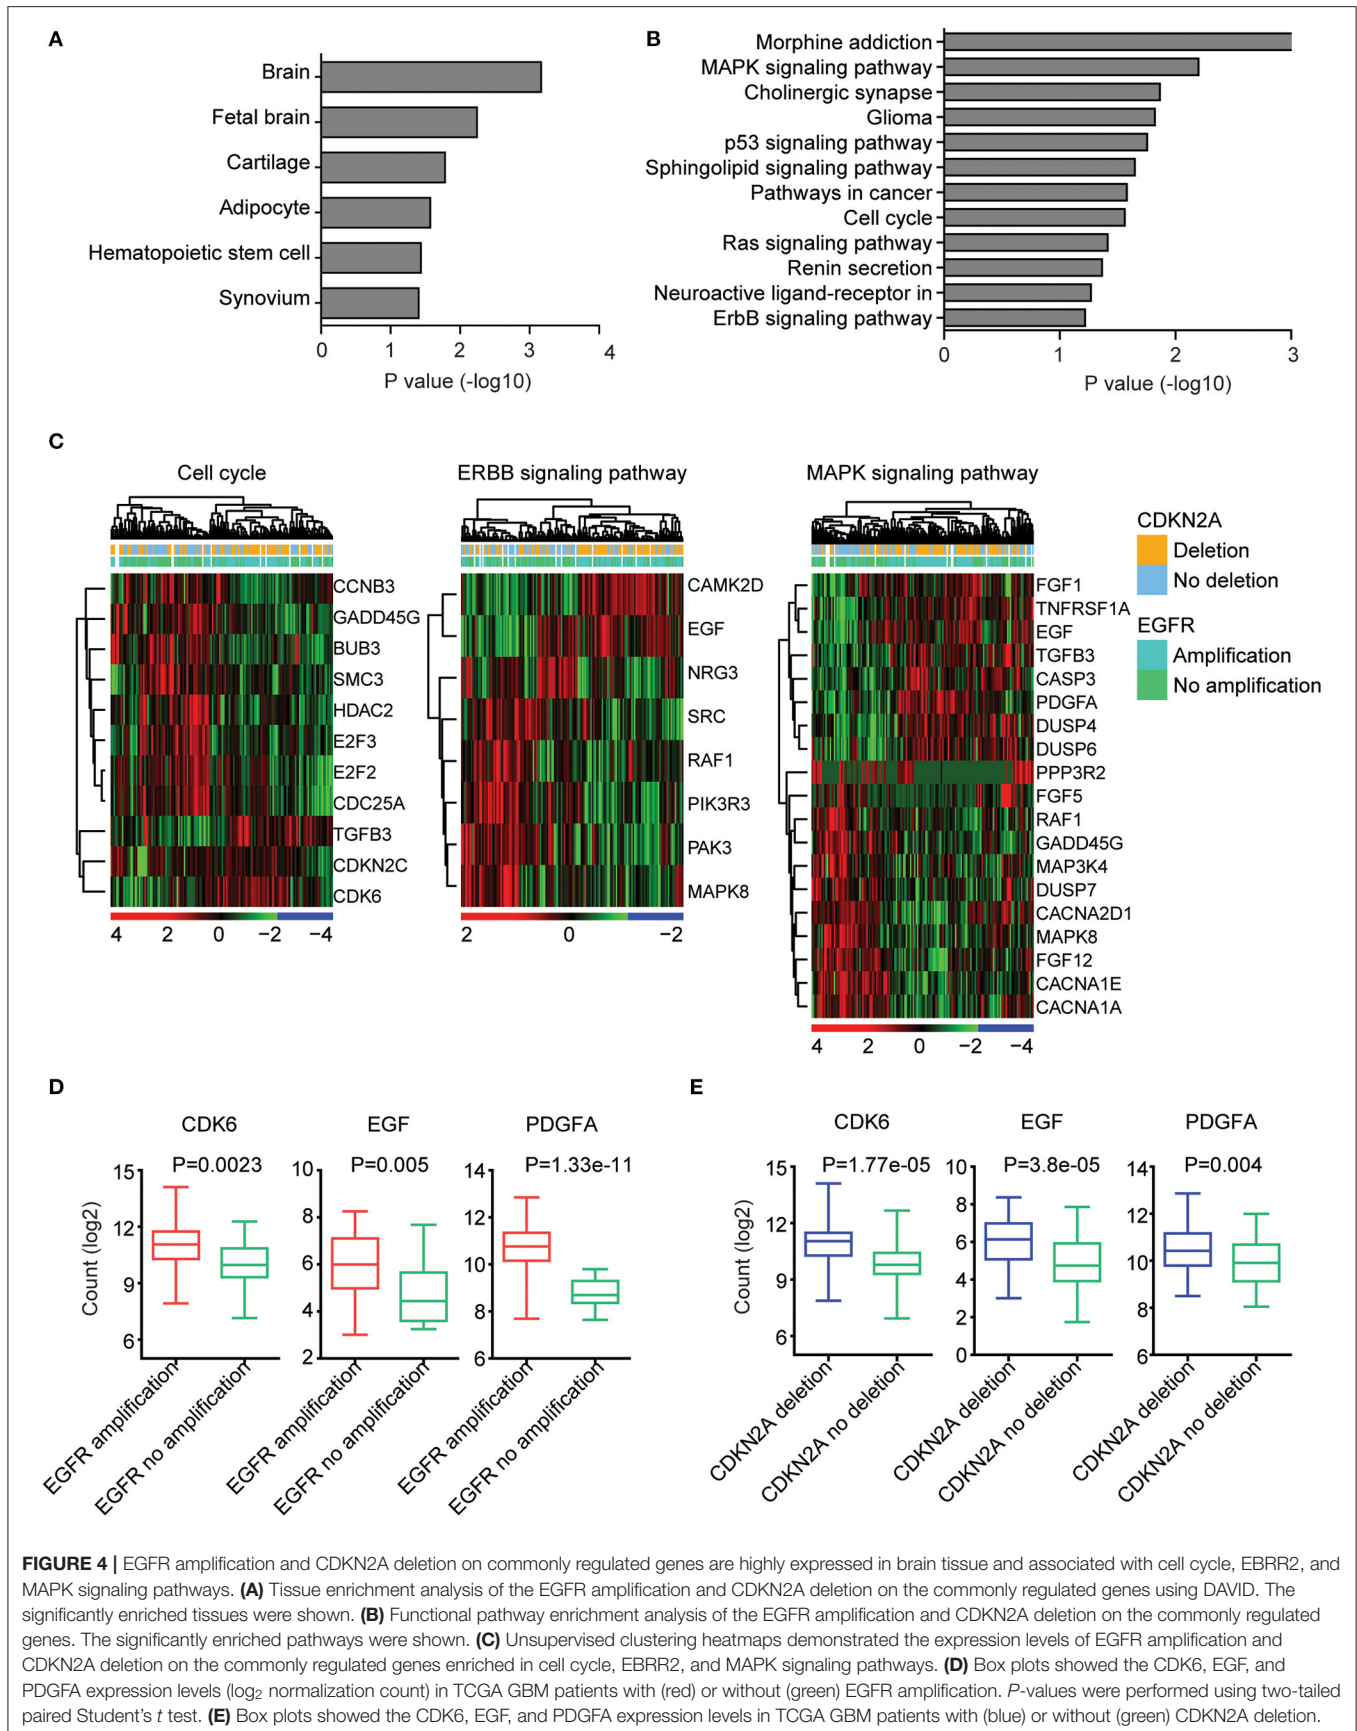 A
Brain
Fetal brain
Cartilage
Adipocyte
Hematopoietic stem cell
Synovium
0 1 2 3 4
P value (-log10)
B
Morphine addiction
MAPK signaling pathway
Cholinergic synapse
Glioma
p53 signaling pathway
Sphingolipid signaling pathway
Pathways in cancer
Cell cycle
Ras signaling pathway
Renin secretion
Neuroactive ligand-receptor in
ErbB signaling pathway
0 1 2 3
P value (-log10)
C
Cell cycle
CCNB3
GADD45G
BUB3
SMC3
HDAC2
E2F3
E2F2
CDC25A
TGFB3
CDKN2C
CDK6
4 2 0 −2 −4
ERBB signaling pathway
CAMK2D
EGF
NRG3
SRC
RAF1
PIK3R3
PAK3
MAPK8
2 0 −2
MAPK signaling pathway
FGF1
TNFRSF1A
EGF
TGFB3
CASP3
PDGFA
DUSP4
DUSP6
PPP3R2
FGF5
RAF1
GADD45G
MAP3K4
DUSP7
CACNA2D1
MAPK8
FGF12
CACNA1E
CACNA1A
4 2 0 −2 −4
CDKN2A
Deletion
No deletion
EGFR
Amplification
No amplification
D
CDK6
P=0.0023
15
12
9
6
Count (log2)
EGFR amplification
EGFR no amplification
EGF
P=0.005
10
8
6
4
2
EGFR amplification
EGFR no amplification
PDGFA
P=1.33e-11
14
12
10
8
6
EGFR amplification
EGFR no amplification
E
CDK6
P=1.77e-05
15
12
9
6
Count (log2)
CDKN2A deletion
CDKN2A no deletion
EGF
P=3.8e-05
10
8
6
4
2
0
CDKN2A deletion
CDKN2A no deletion
PDGFA
P=0.004
14
12
10
8
6
CDKN2A deletion
CDKN2A no deletion
FIGURE 4 | EGFR amplification and CDKN2A deletion on commonly regulated genes are highly expressed in brain tissue and associated with cell cycle, EBRR2, and
MAPK signaling pathways. (A) Tissue enrichment analysis of the EGFR amplification and CDKN2A deletion on the commonly regulated genes using DAVID. The
significantly enriched tissues were shown. (B) Functional pathway enrichment analysis of the EGFR amplification and CDKN2A deletion on the commonly regulated
genes. The significantly enriched pathways were shown. (C) Unsupervised clustering heatmaps demonstrated the expression levels of EGFR amplification and
CDKN2A deletion on the commonly regulated genes enriched in cell cycle, EBRR2, and MAPK signaling pathways. (D) Box plots showed the CDK6, EGF, and
PDGFA expression levels (log₂ normalization count) in TCGA GBM patients with (red) or without (green) EGFR amplification. P-values were performed using two-tailed
paired Student's t test. (E) Box plots showed the CDK6, EGF, and PDGFA expression levels in TCGA GBM patients with (blue) or without (green) CDKN2A deletion.